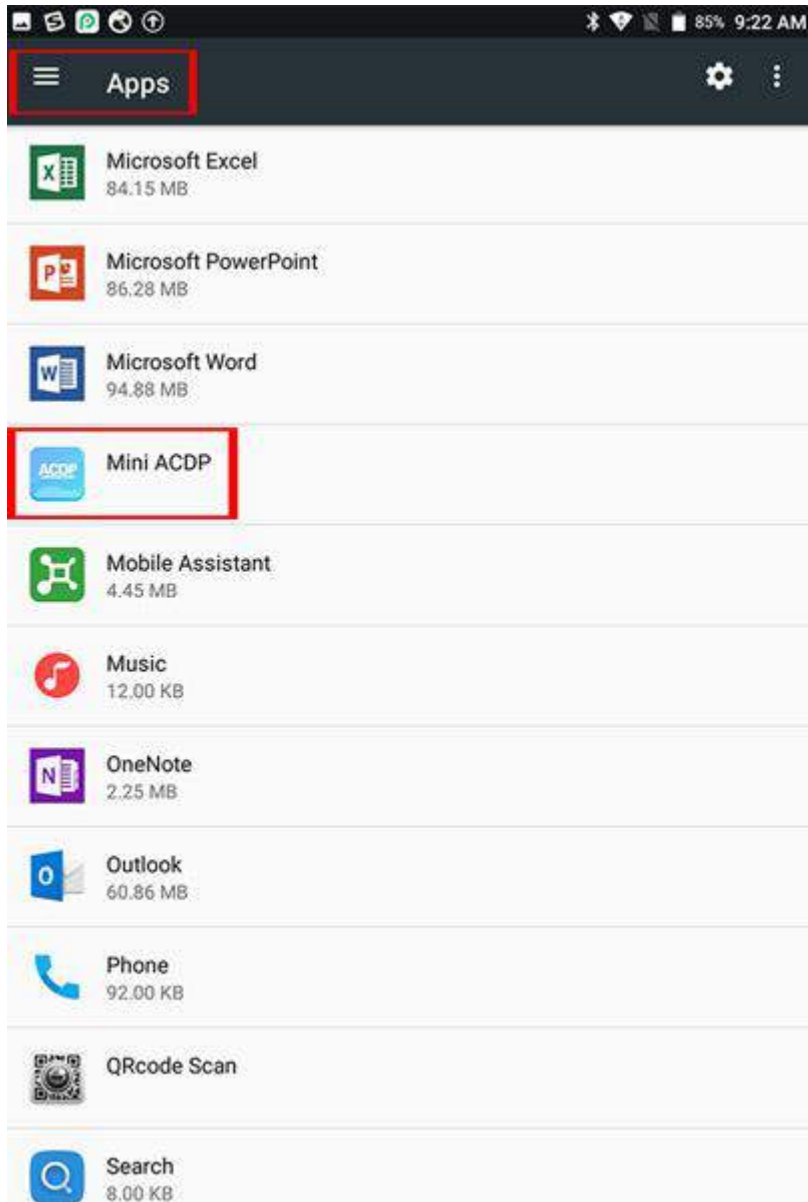 85% 9:22 AM
Apps
Microsoft Excel
84.15 MB
Microsoft PowerPoint
86.28 MB
Microsoft Word
94.88 MB
ACDP
Mini ACDP
Mobile Assistant
4.45 MB
Music
12.00 KB
OneNote
2.25 MB
Outlook
60.86 MB
Phone
92.00 KB
QRcode Scan
Search
8.00 KB